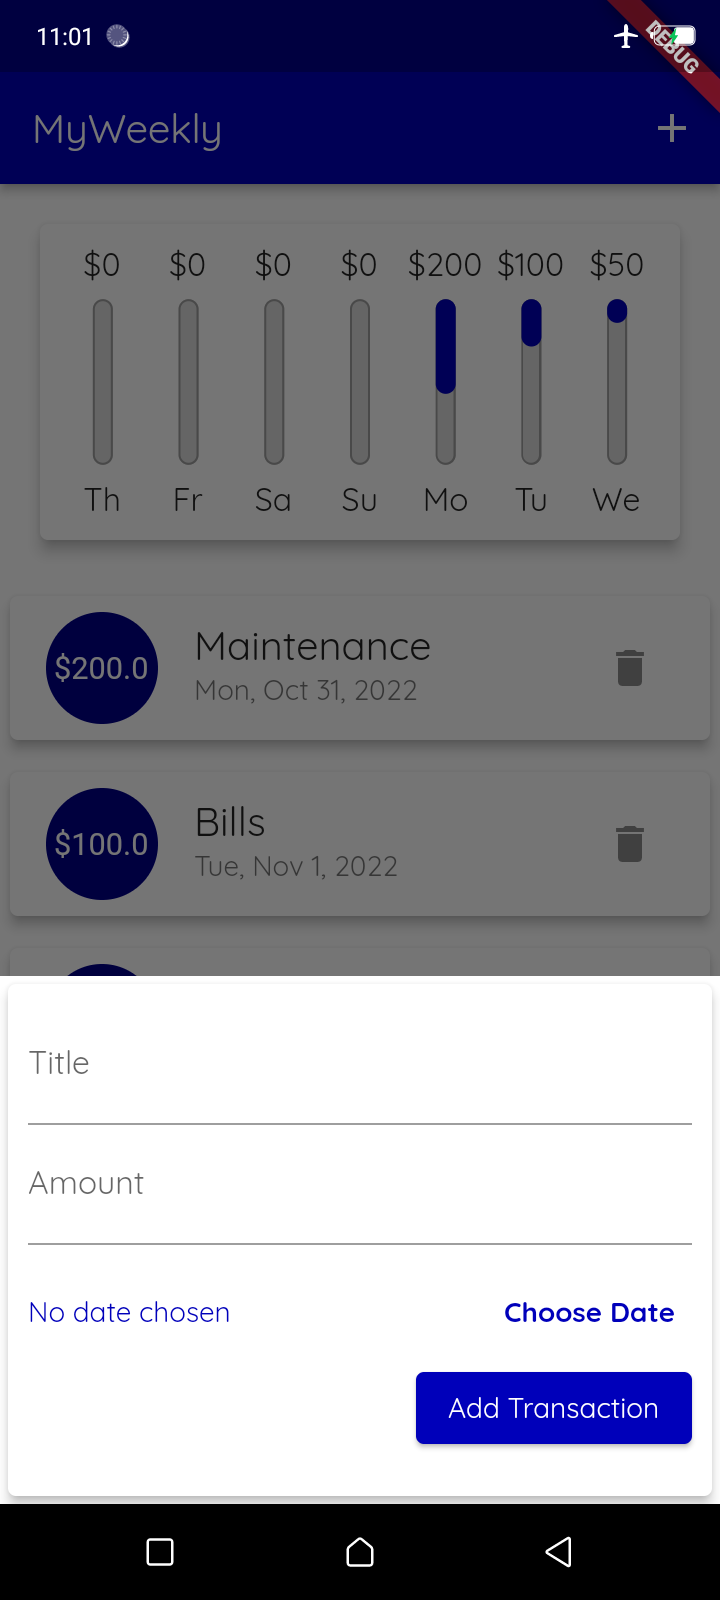 11:01
DEBUG
MyWeekly
$0 $0 $0 $0 $200 $100 $50
Th Fr Sa Su Mo Tu We
$200.0
Maintenance
Mon, Oct 31, 2022
$100.0
Bills
Tue, Nov 1, 2022
Title
Amount
No date chosen Choose Date
Add Transaction